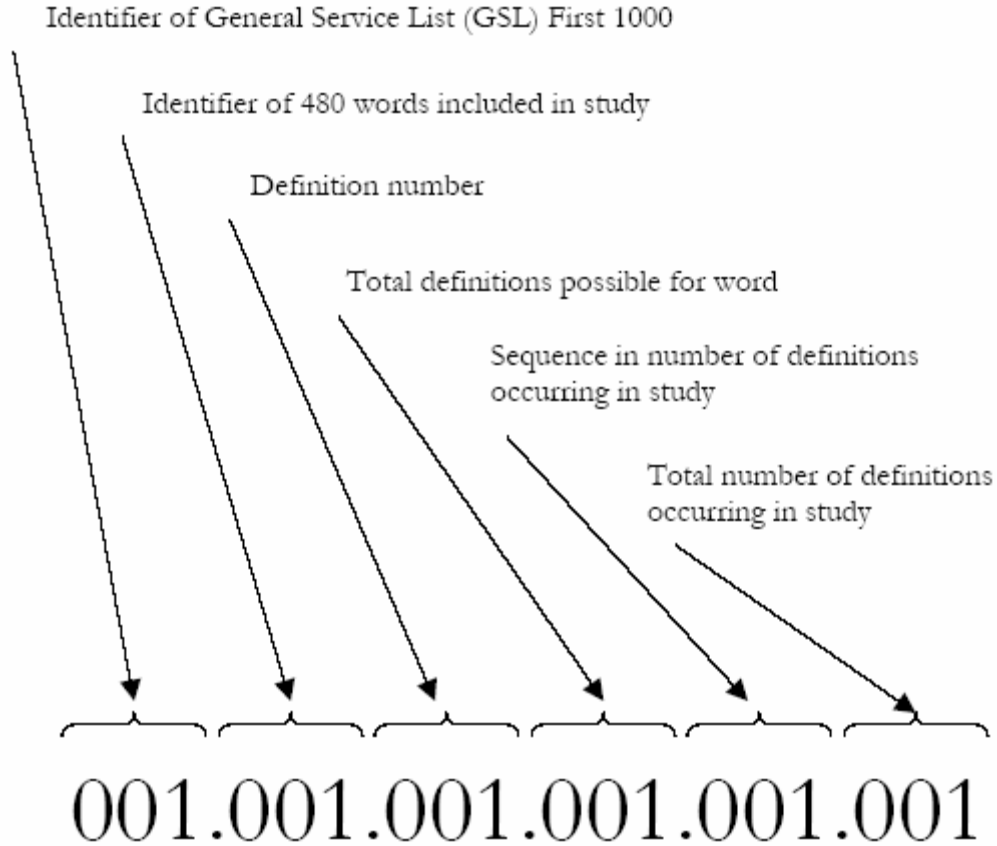 Identifier of General Service List (GSL) First 1000
Identifier of 480 words included in study
Definition number
Total definitions possible for word
Sequence in number of definitions
occurring in study
Total number of definitions
occurring in study
001.001.001.001.001.001